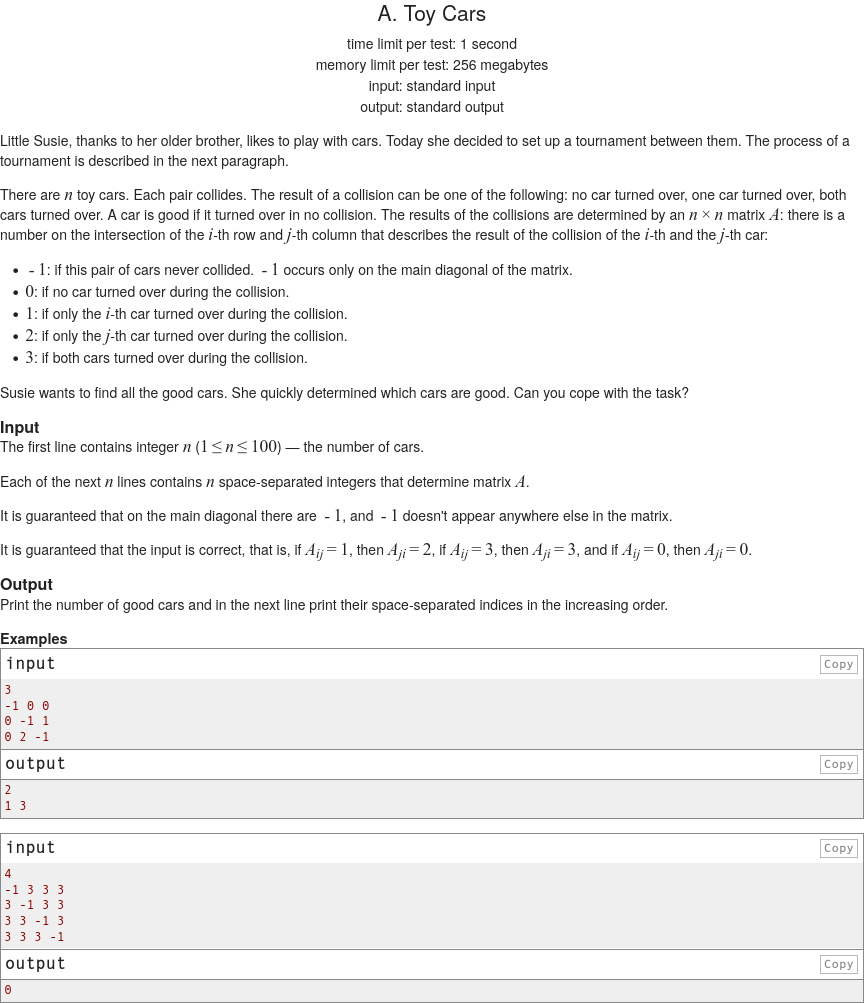 A. Toy Cars
time limit per test: 1 second
memory limit per test: 256 megabytes
input: standard input
output: standard output
Little Susie, thanks to her older brother, likes to play with cars. Today she decided to set up a tournament between them. The process of a
tournament is described in the next paragraph.
There are n toy cars. Each pair collides. The result of a collision can be one of the following: no car turned over, one car turned over, both
cars turned over. A car is good if it turned over in no collision. The results of the collisions are determined by an n × n matrix A: there is a
number on the intersection of the i-th row and j-th column that describes the result of the collision of the i-th and the j-th car:
• - 1: if this pair of cars never collided. - 1 occurs only on the main diagonal of the matrix.
• 0: if no car turned over during the collision.
• 1: if only the i-th car turned over during the collision.
• 2: if only the j-th car turned over during the collision.
• 3: if both cars turned over during the collision.
Susie wants to find all the good cars. She quickly determined which cars are good. Can you cope with the task?
Input
The first line contains integer n (1 ≤ n ≤ 100) — the number of cars.
Each of the next n lines contains n space-separated integers that determine matrix A.
It is guaranteed that on the main diagonal there are - 1, and - 1 doesn't appear anywhere else in the matrix.
It is guaranteed that the input is correct, that is, if Aij = 1, then Aji = 2, if Aij = 3, then Aji = 3, and if Aij = 0, then Aji = 0.
Output
Print the number of good cars and in the next line print their space-separated indices in the increasing order.
Examples
input Copy
3
-1 0 0
0 -1 1
0 2 -1
output Copy
2
1 3
input Copy
4
-1 3 3 3
3 -1 3 3
3 3 -1 3
3 3 3 -1
output Copy
0